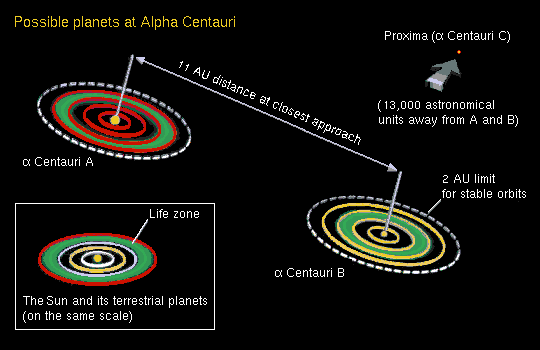 Possible planets at Alpha Centauri
Proxima (α Centauri C)
11 AU distance at closest approach
(13,000 astronomical
units away from A and B)
α Centauri A
2 AU limit
for stable orbits
Life zone
α Centauri B
The Sun and its terrestrial planets
(on the same scale)